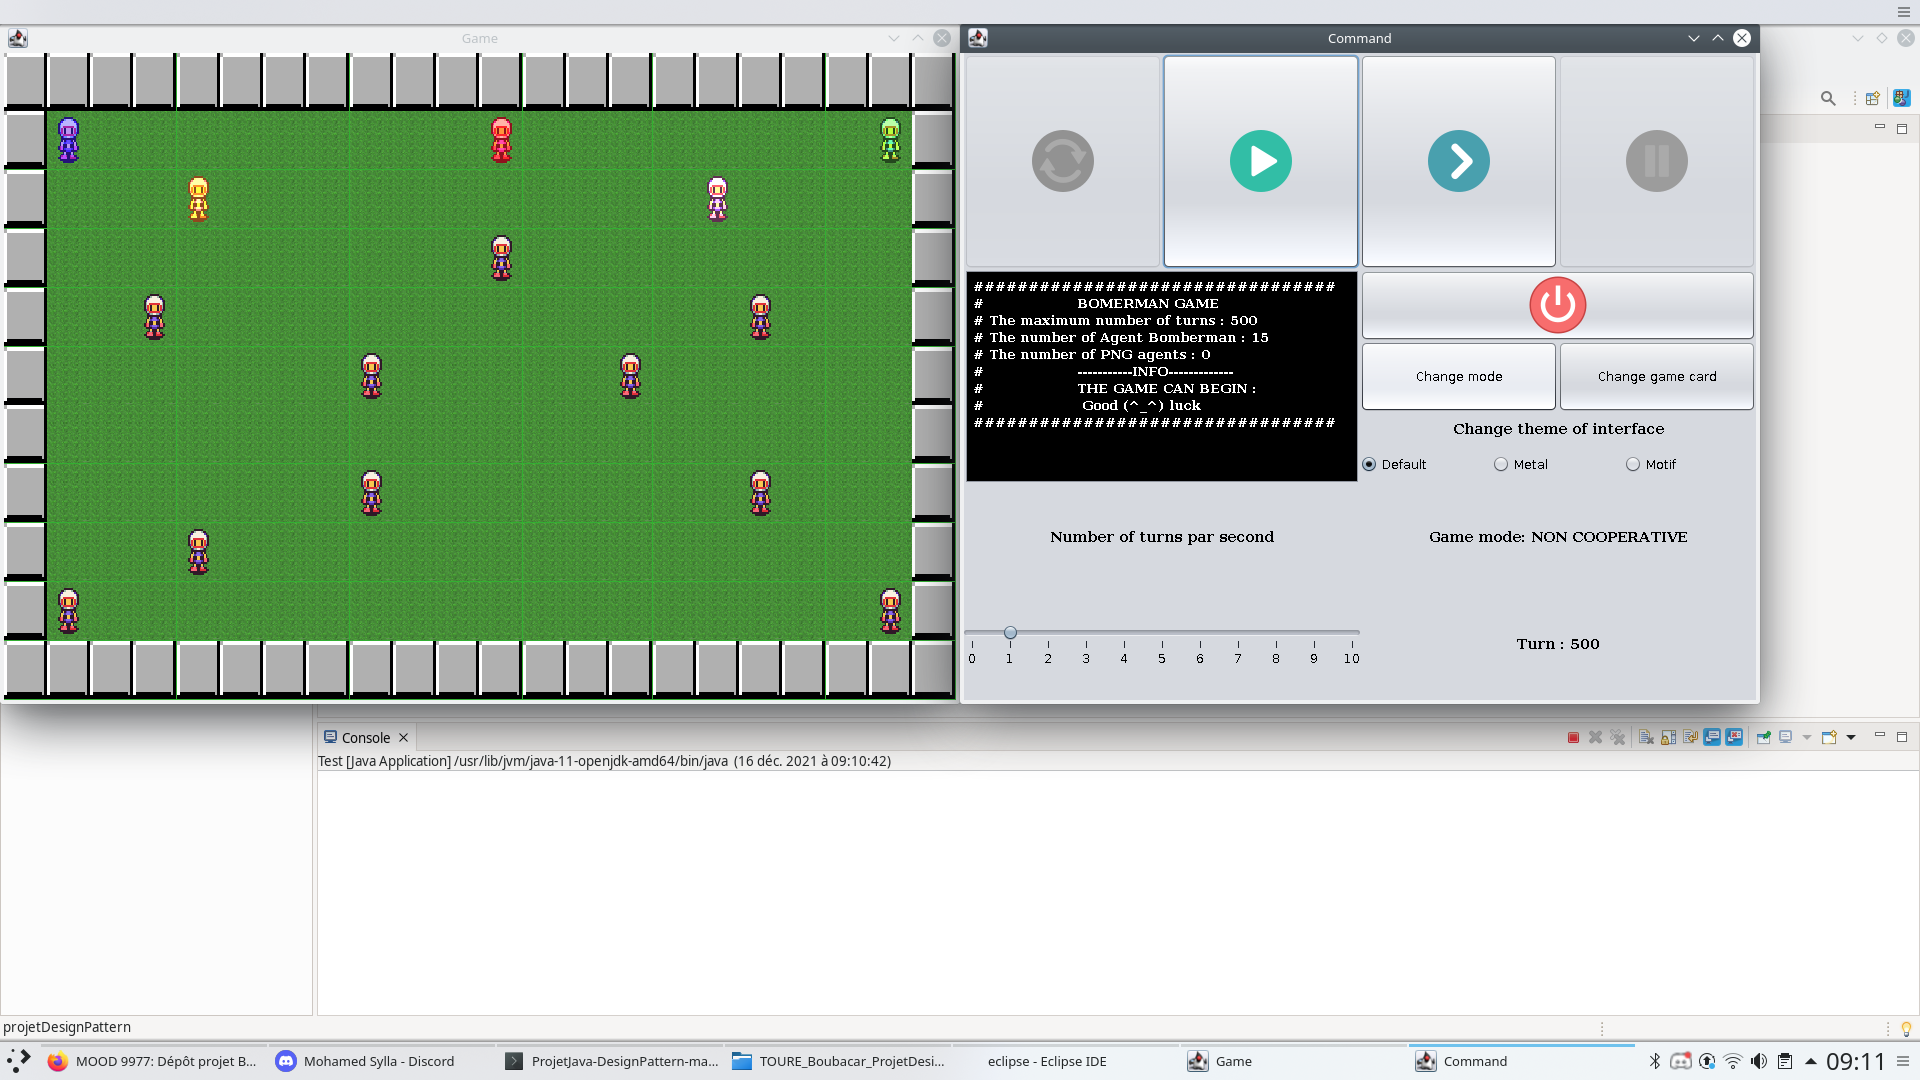 Game
Command
#################################
# BOMERMAN GAME
# The maximum number of turns : 500
# The number of Agent Bomberman : 15
# The number of PNG agents : 0
# -----------INFO-------------
# THE GAME CAN BEGIN :
# Good (^_^) luck
#################################
Change mode
Change game card
Change theme of interface
Default
Metal
Motif
Number of turns par second
Game mode: NON COOPERATIVE
0 1 2 3 4 5 6 7 8 9 10
Turn : 500
Console
Test [Java Application] /usr/lib/jvm/java-11-openjdk-amd64/bin/java (16 déc. 2021 à 09:10:42)
projetDesignPattern
MOOD 9977: Dépôt projet B...
Mohamed Sylla - Discord
ProjetJava-DesignPattern-ma...
TOURE_Boubacar_ProjetDesi...
eclipse - Eclipse IDE
Game
Command
09:11